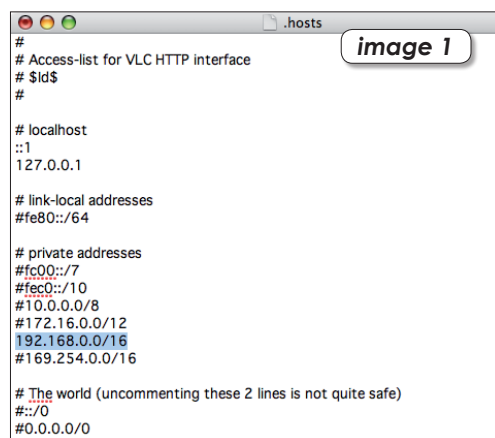 .hosts
image 1
#
# Access-list for VLC HTTP interface
# $Id$
#
# localhost
::1
127.0.0.1
# link-local addresses
#fe80::/64
# private addresses
#fc00::/7
#fec0::/10
#10.0.0.0/8
#172.16.0.0/12
192.168.0.0/16
#169.254.0.0/16
# The world (uncommenting these 2 lines is not quite safe)
#::/0
#0.0.0.0/0